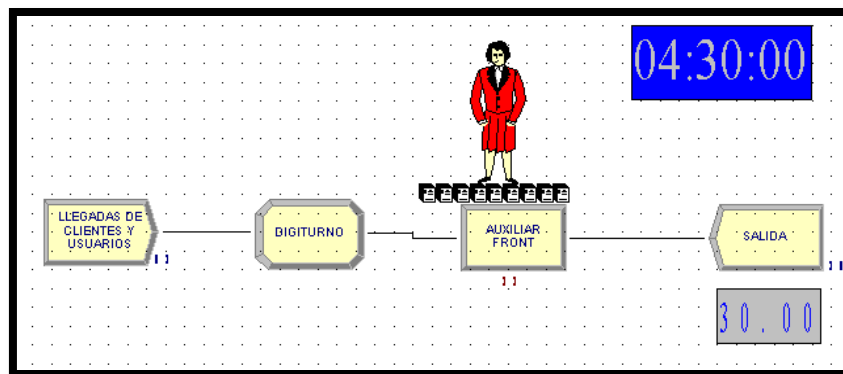 04:30:00
LLEGADAS DE
CLIENTES Y
USUARIOS
DIGITURNO
AUXILIAR
FRONT
SALIDA
30.00